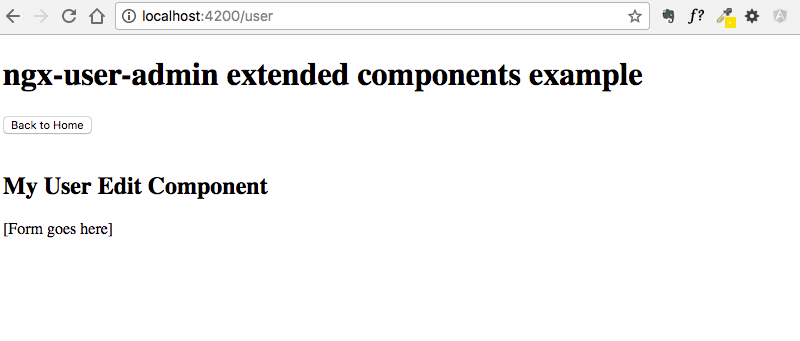 localhost:4200/user
f?
ngx-user-admin extended components example
Back to Home
My User Edit Component
[Form goes here]